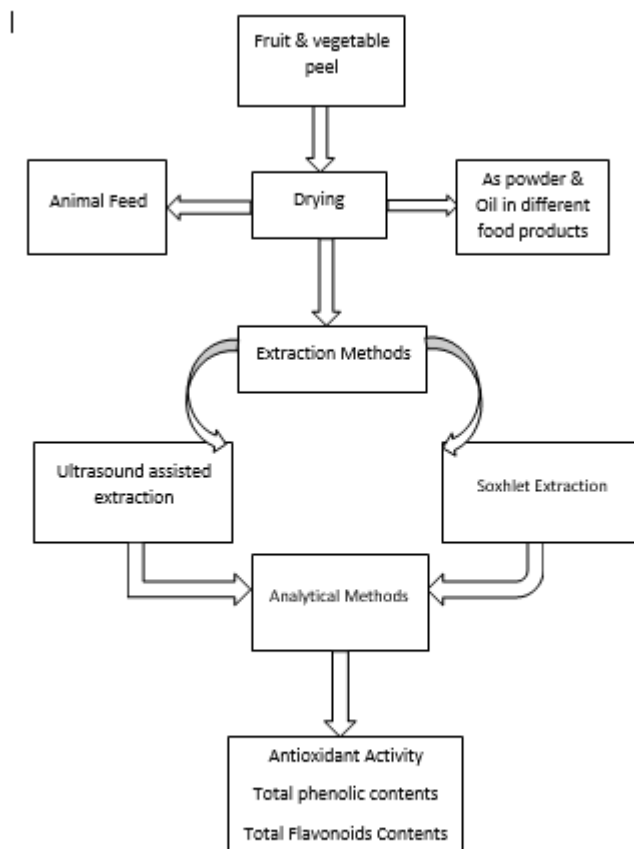 Fruit & vegetable
peel
Animal Feed
Drying
As powder &
Oil in different
food products
Extraction Methods
Ultrasound assisted
extraction
Soxhlet Extraction
Analytical Methods
Antioxidant Activity
Total phenolic contents
Total Flavonoids Contents